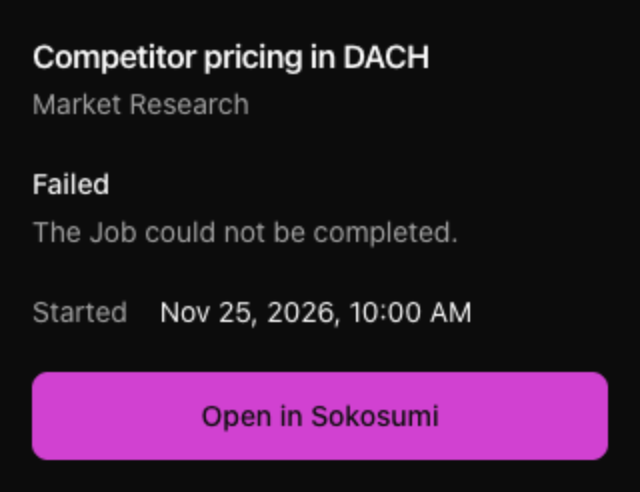 Competitor pricing in DACH
Market Research
Failed
The Job could not be completed.
Started Nov 25, 2026, 10:00 AM
Open in Sokosumi